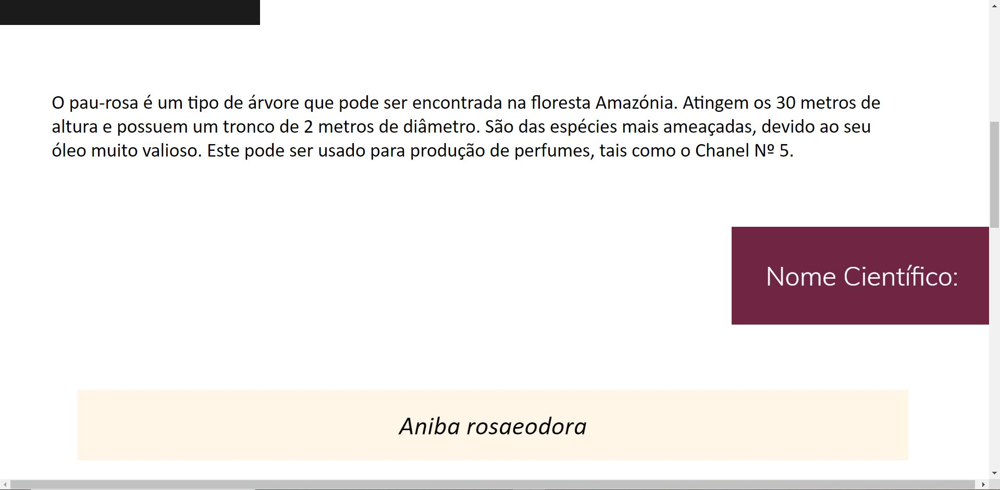 O pau-rosa é um tipo de árvore que pode ser encontrada na floresta Amazónia. Atingem os 30 metros de
altura e possuem um tronco de 2 metros de diâmetro. São das espécies mais ameaçadas, devido ao seu
óleo muito valioso. Este pode ser usado para produção de perfumes, tais como o Chanel Nº 5.
Nome Científico:
Aniba rosaeodora